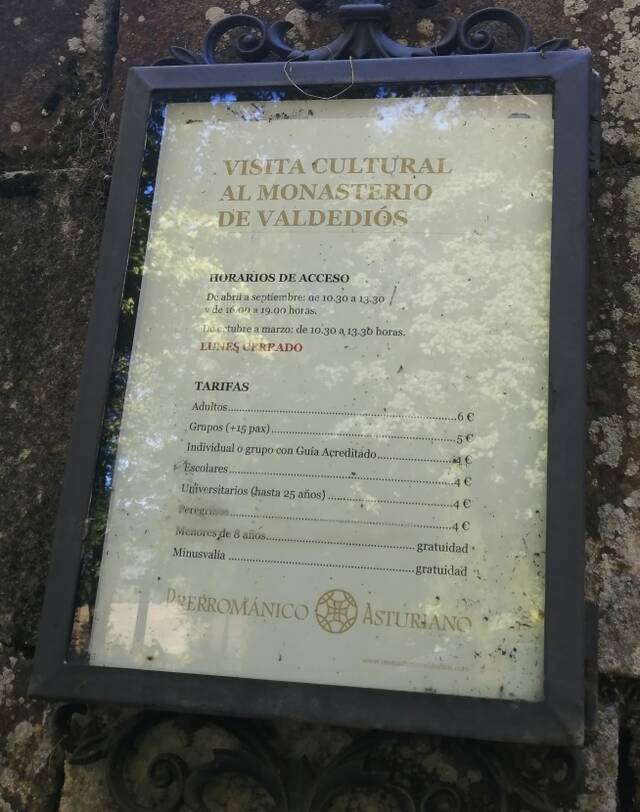 VISITA CULTURAL
AL MONASTERIO
DE VALDEDIÓS
HORARIOS DE ACCESO
De abril a septiembre: de 10.30 a 13.30
y de 16.00 a 19.00 horas.
De octubre a marzo: de 10.30 a 13.30 horas.
LUNES CERRADO
TARIFAS
Adultos...........................................................6 €
Grupos (+15 pax)................................................5 €
Individual o grupo con Guía Acreditado.....................4 €
Escolares..........................................................4 €
Universitarios (hasta 25 años) .................................4 €
Peregrinos.........................................................4 €
Menores de 8 años..........................................gratuidad
Minusvalía ....................................................gratuidad
PRERROMÁNICO ASTURIANO